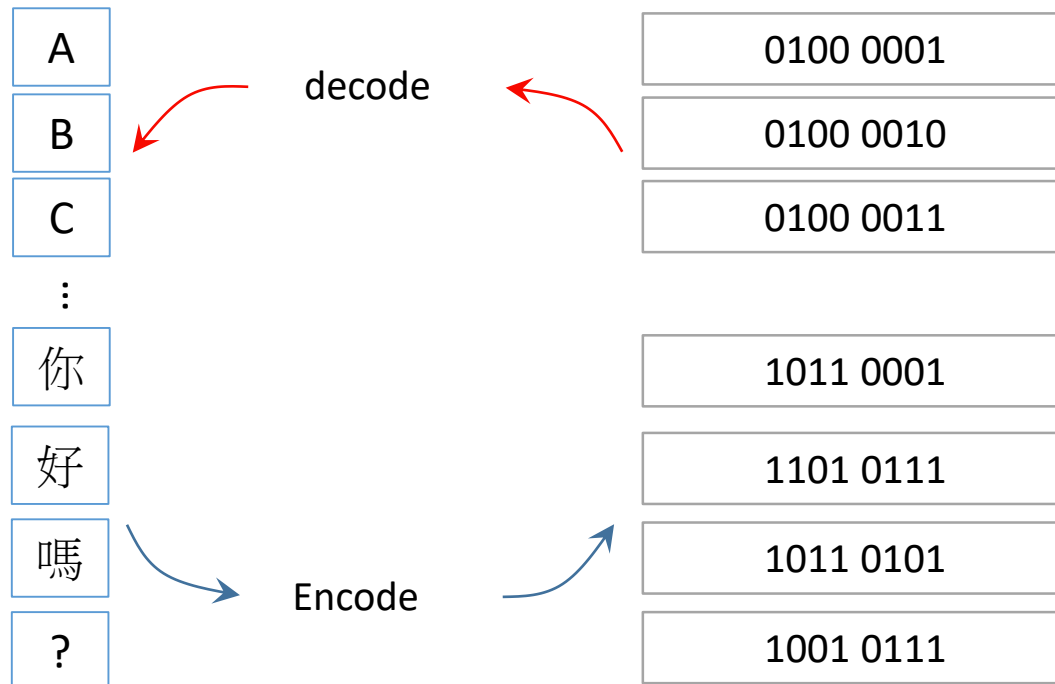 A
B
C
⋮
你
好
嗎
?
decode
Encode
0100 0001
0100 0010
0100 0011
1011 0001
1101 0111
1011 0101
1001 0111